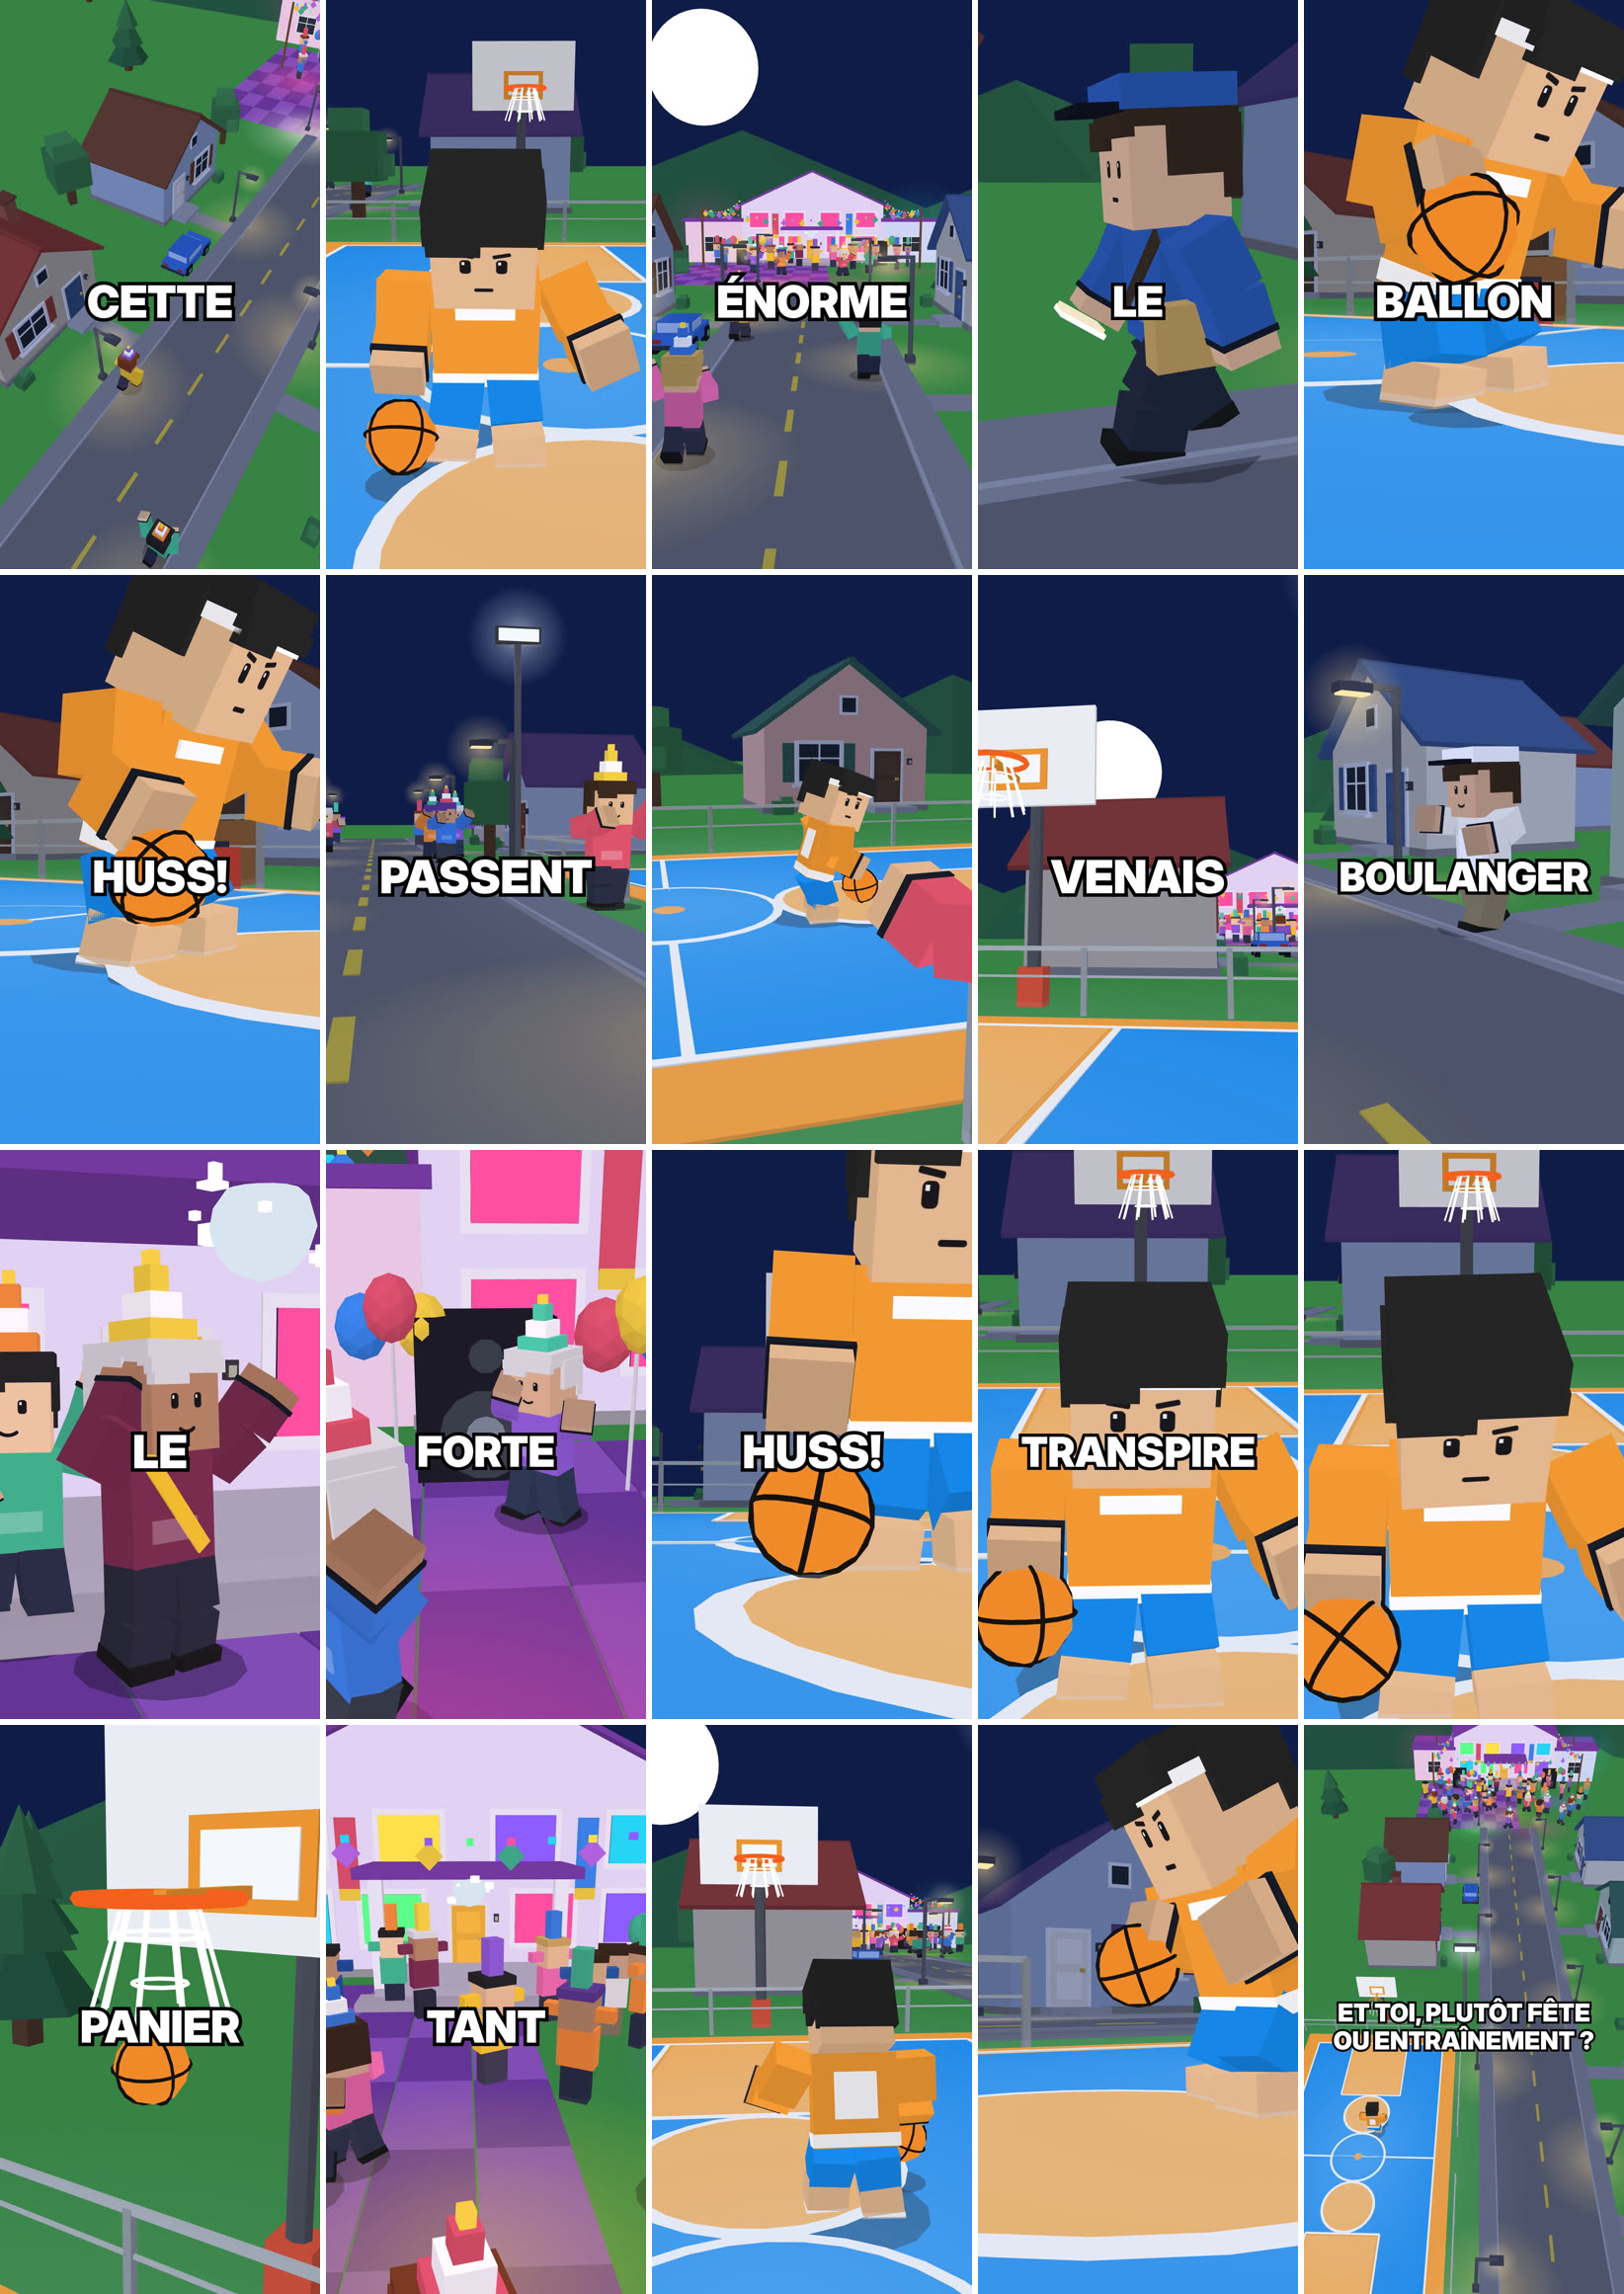 CETTE
ÉNORME
LE
BALLON
HUSS!
PASSENT
VENAIS
BOULANGER
LE
FORTE
HUSS!
TRANSPIRE
PANIER
TANT
ET TOI, PLUTÔT FÊTE
OU ENTRAÎNEMENT ?